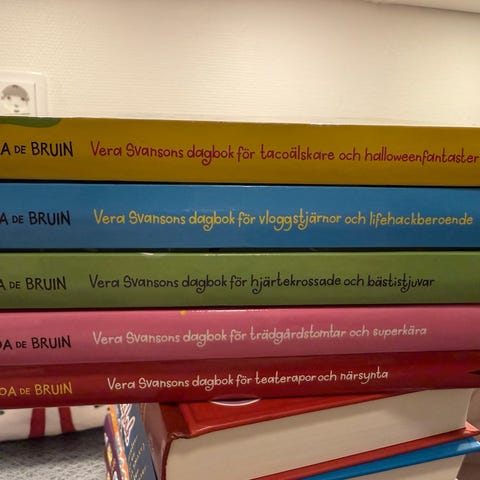 A DE BRUIN Vera Svansons dagbok för tacoälskare och halloweenfantaster
DA DE BRUIN Vera Svansons dagbok för vloggstjärnor och lifehackberoende
A DE BRUIN Vera Svansons dagbok för hjärtekrossade och bästistjuvar
DA DE BRUIN Vera Svansons dagbok för trädgårdstomtar och superkära
DA DE BRUIN Vera Svansons dagbok för teaterapor och närsynta